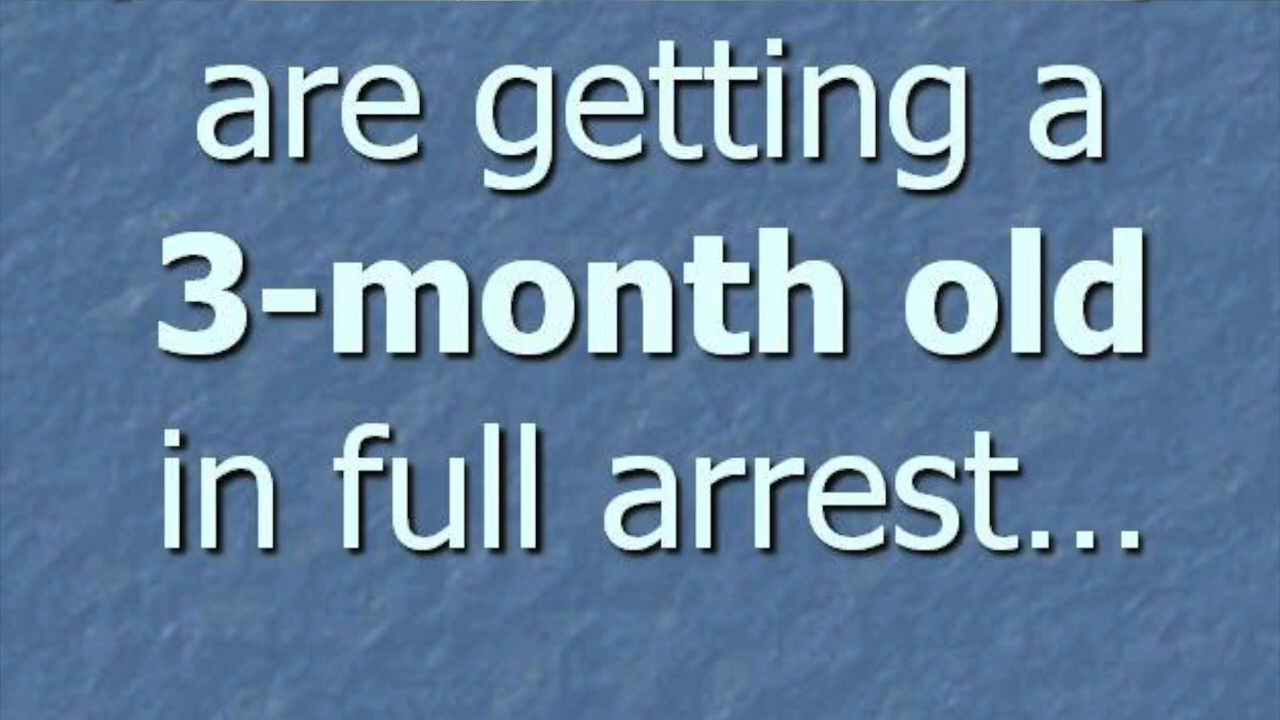 are getting a
3-month old
in full arrest...